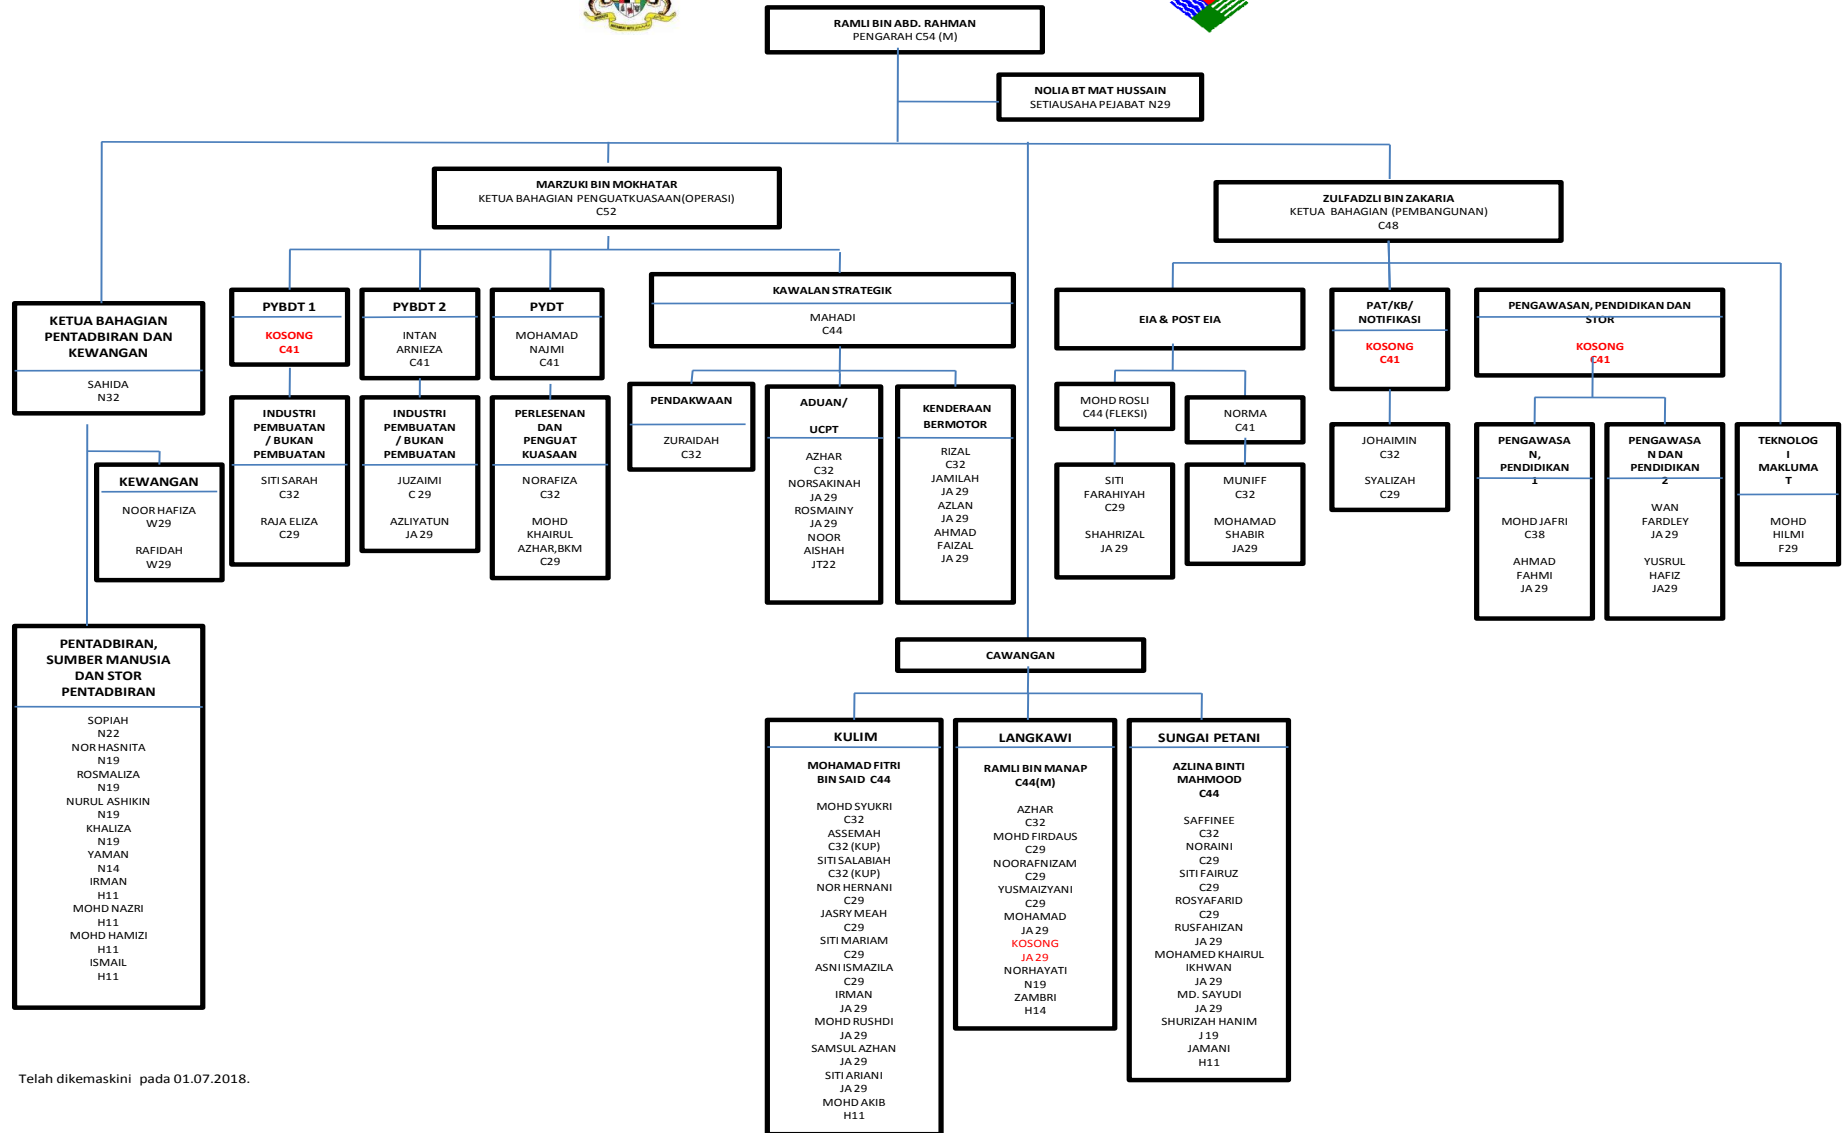 RAMLI BIN ABD. RAHMAN
PENGARAH C54 (M)
NOLIA BT MAT HUSSAIN
SETIAUSAHA PEJABAT N29
MARZUKI BIN MOKHATAR
KETUA BAHAGIAN PENGUATKUASAAN(OPERASI)
C52
ZULFADZLI BIN ZAKARIA
KETUA BAHAGIAN (PEMBANGUNAN)
C48
KETUA BAHAGIAN
PENTADBIRAN DAN
KEWANGAN
SAHIDA
N32
PYBDT 1
KOSONG
C41
PYBDT 2
INTAN
ARNIEZA
C41
PYDT
MOHAMAD
NAJMI
C41
KAWALAN STRATEGIK
MAHADI
C44
EIA & POST EIA
PAT/KB/
NOTIFIKASI
KOSONG
C41
PENGAWASAN, PENDIDIKAN DAN
STOR
KOSONG
C41
KEWANGAN
NOOR HAFIZA
W29
RAFIDAH
W29
INDUSTRI
PEMBUATAN
/ BUKAN
PEMBUATAN
SITI SARAH
C32
RAJA ELIZA
C29
INDUSTRI
PEMBUATAN
/ BUKAN
PEMBUATAN
JUZAIMI
C 29
AZLIYATUN
JA 29
PERLESENAN
DAN
PENGUAT
KUASAAN
NORAFIZA
C32
MOHD
KHAIRUL
AZHAR,BKM
C29
PENDAKWAAN
ZURAIDAH
C32
ADUAN/
UCPT
AZHAR
C32
NORSAKINAH
JA 29
ROSMAINY
JA 29
NOOR
AISHAH
JT22
KENDERAAN
BERMOTOR
RIZAL
C32
JAMILAH
JA 29
AZLAN
JA 29
AHMAD
FAIZAL
JA 29
MOHD ROSLI
C44 (FLEKSI)
SITI
FARAHIYAH
C29
SHAHRIZAL
JA 29
NORMA
C41
MUNIFF
C32
MOHAMAD
SHABIR
JA29
JOHAIMIN
C32
SYALIZAH
C29
PENGAWASA
N,
PENDIDIKAN
1
MOHD JAFRI
C38
AHMAD
FAHMI
JA 29
PENGAWASA
N DAN
PENDIDIKAN
2
WAN
FARDLEY
JA 29
YUSRUL
HAFIZ
JA29
TEKNOLOG
I
MAKLUMA
T
MOHD
HILMI
F29
PENTADBIRAN,
SUMBER MANUSIA
DAN STOR
PENTADBIRAN
SOPIAH
N22
NOR HASNITA
N19
ROSMALIZA
N19
NURUL ASHIKIN
N19
KHALIZA
N19
YAMAN
N14
IRMAN
H11
MOHD NAZRI
H11
MOHD HAMIZI
H11
ISMAIL
H11
CAWANGAN
KULIM
MOHAMAD FITRI
BIN SAID C44
MOHD SYUKRI
C32
ASSEMAH
C32 (KUP)
SITI SALABIAH
C32 (KUP)
NOR HERNANI
C29
JASRY MEAH
C29
SITI MARIAM
C29
ASNI ISMAZILA
C29
IRMAN
JA 29
MOHD RUSHDI
JA 29
SAMSUL AZHAN
JA 29
SITI ARIANI
JA 29
MOHD AKIB
H11
LANGKAWI
RAMLI BIN MANAP
C44(M)
AZHAR
C32
MOHD FIRDAUS
C29
NOORAFNIZAM
C29
YUSMAIZYANI
C29
MOHAMAD
JA 29
KOSONG
JA 29
NORHAYATI
N19
ZAMBRI
H14
SUNGAI PETANI
AZLINA BINTI
MAHMOOD
C44
SAFFINEE
C32
NORAINI
C29
SITI FAIRUZ
C29
ROSYAFARID
C29
RUSFAHIZAN
JA 29
MOHAMED KHAIRUL
IKHWAN
JA 29
MD. SAYUDI
JA 29
SHURIZAH HANIM
J 19
JAMANI
H11
Telah dikemaskini pada 01.07.2018.